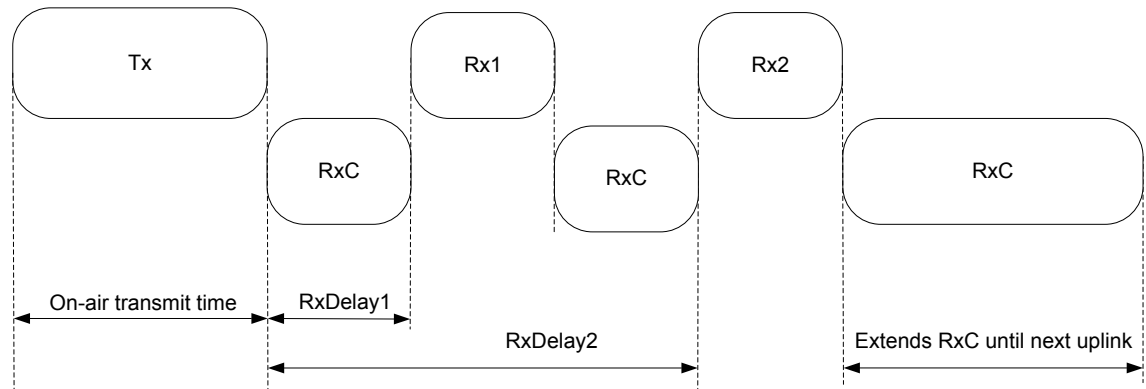 Tx
Rx1
Rx2
RxC
RxC
RxC
On-air transmit time
RxDelay1
RxDelay2
Extends RxC until next uplink